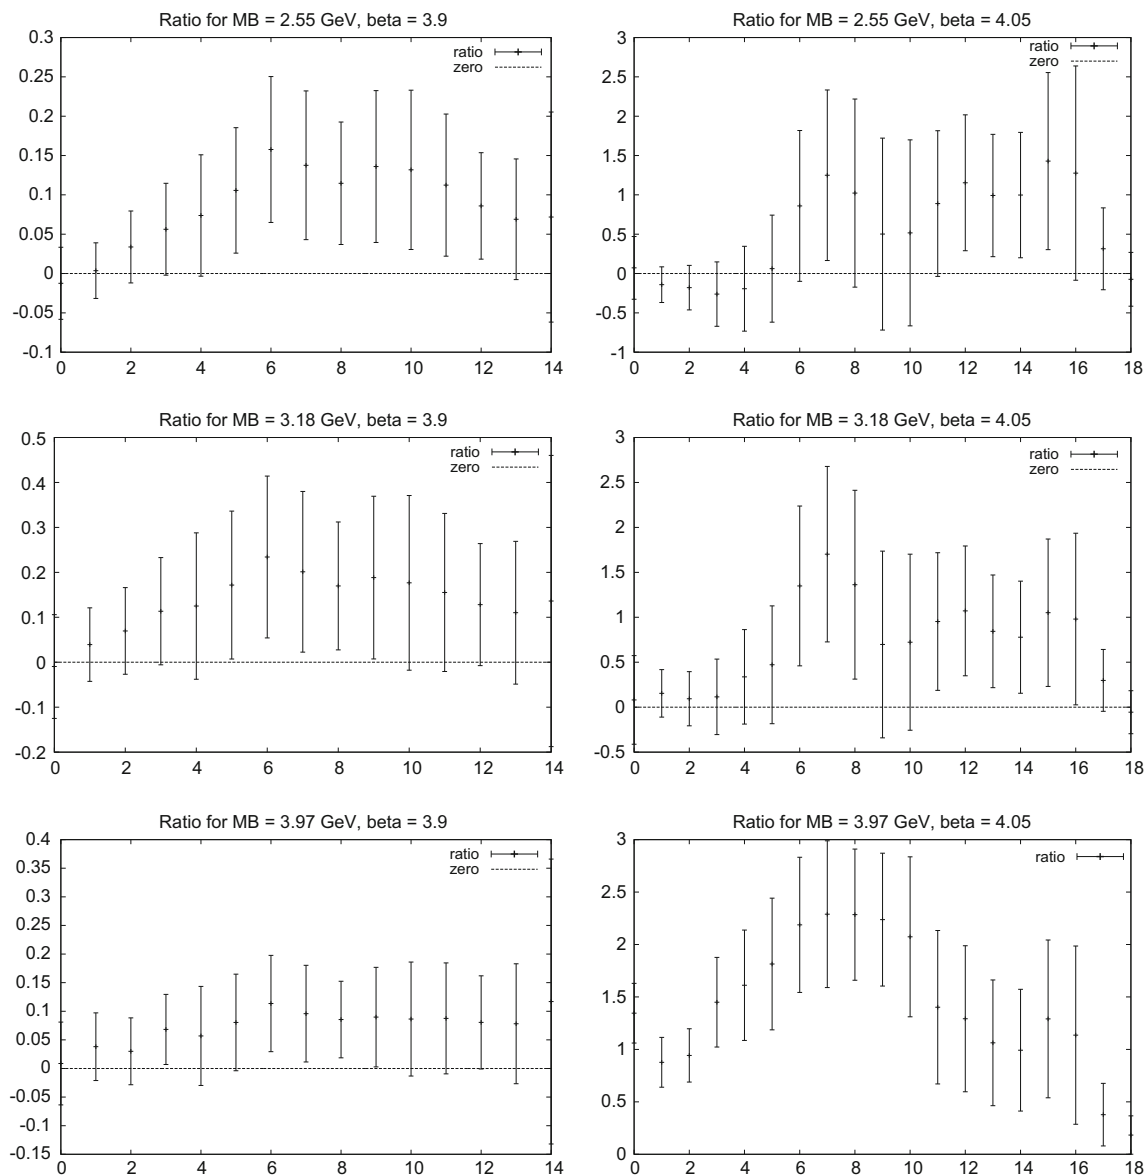 Ratio for MB = 2.55 GeV, beta = 3.9
0.3
0.25
0.2
0.15
0.1
0.05
0
-0.05
-0.1
ratio
zero
0 2 4 6 8 10 12 14
Ratio for MB = 2.55 GeV, beta = 4.05
3
2.5
2
1.5
1
0.5
0
-0.5
-1
ratio
zero
0 2 4 6 8 10 12 14 16 18
Ratio for MB = 3.18 GeV, beta = 3.9
0.5
0.4
0.3
0.2
0.1
0
-0.1
-0.2
ratio
zero
0 2 4 6 8 10 12 14
Ratio for MB = 3.18 GeV, beta = 4.05
3
2.5
2
1.5
1
0.5
0
-0.5
ratio
zero
0 2 4 6 8 10 12 14 16 18
Ratio for MB = 3.97 GeV, beta = 3.9
0.4
0.35
0.3
0.25
0.2
0.15
0.1
0.05
0
-0.05
-0.1
-0.15
ratio
zero
0 2 4 6 8 10 12 14
Ratio for MB = 3.97 GeV, beta = 4.05
3
2.5
2
1.5
1
0.5
0
ratio
0 2 4 6 8 10 12 14 16 18